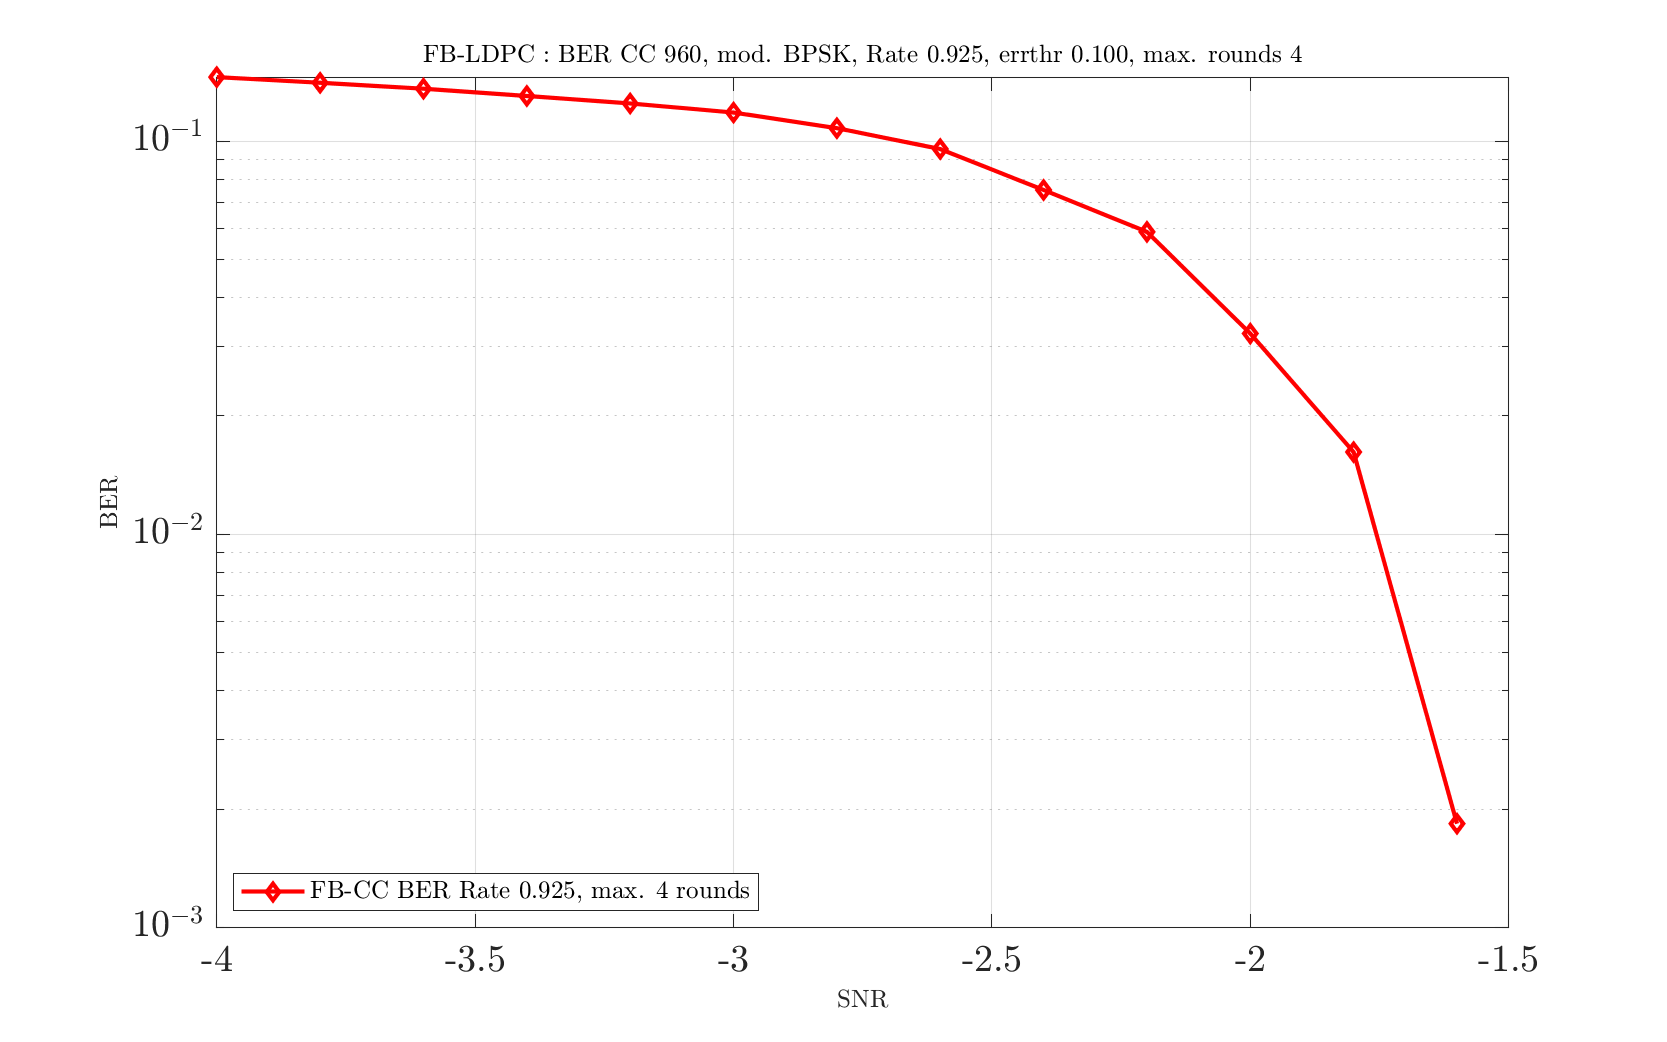 FB-LDPC : BER CC 960, mod. BPSK, Rate 0.925, errthr 0.100, max. rounds 4
10⁻¹
BER
10⁻²
FB-CC BER Rate 0.925, max. 4 rounds
10⁻³
-4 -3.5 -3 -2.5 -2 -1.5
SNR